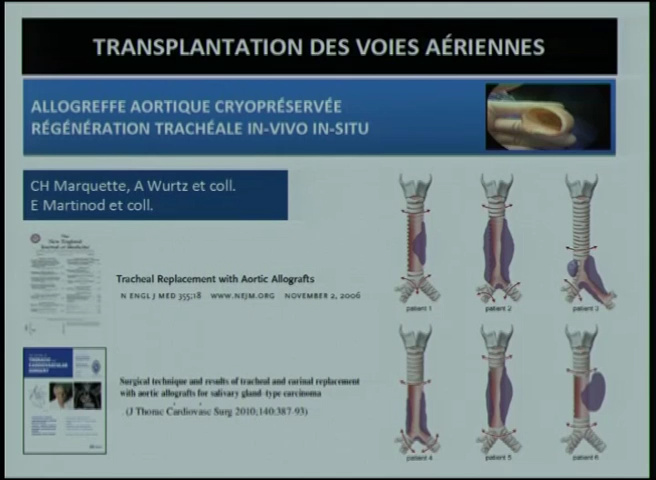 TRANSPLANTATION DES VOIES AÉRIENNES
ALLOGREFFE AORTIQUE CRYOPRÉSERVÉE
RÉGÉNÉRATION TRACHÉALE IN-VIVO IN-SITU
CH Marquette, A Wurtz et coll.
E Martinod et coll.
The
New England
Journal of Medicine
Tracheal Replacement with Aortic Allografts
N ENGL J MED 355;18 WWW.NEJM.ORG NOVEMBER 2, 2006
Surgical technique and results of tracheal and carinal replacement
with aortic allografts for salivary gland–type carcinoma
(J Thorac Cardiovasc Surg 2010;140:387-93)
patient 1
patient 2
patient 3
patient 4
patient 5
patient 6